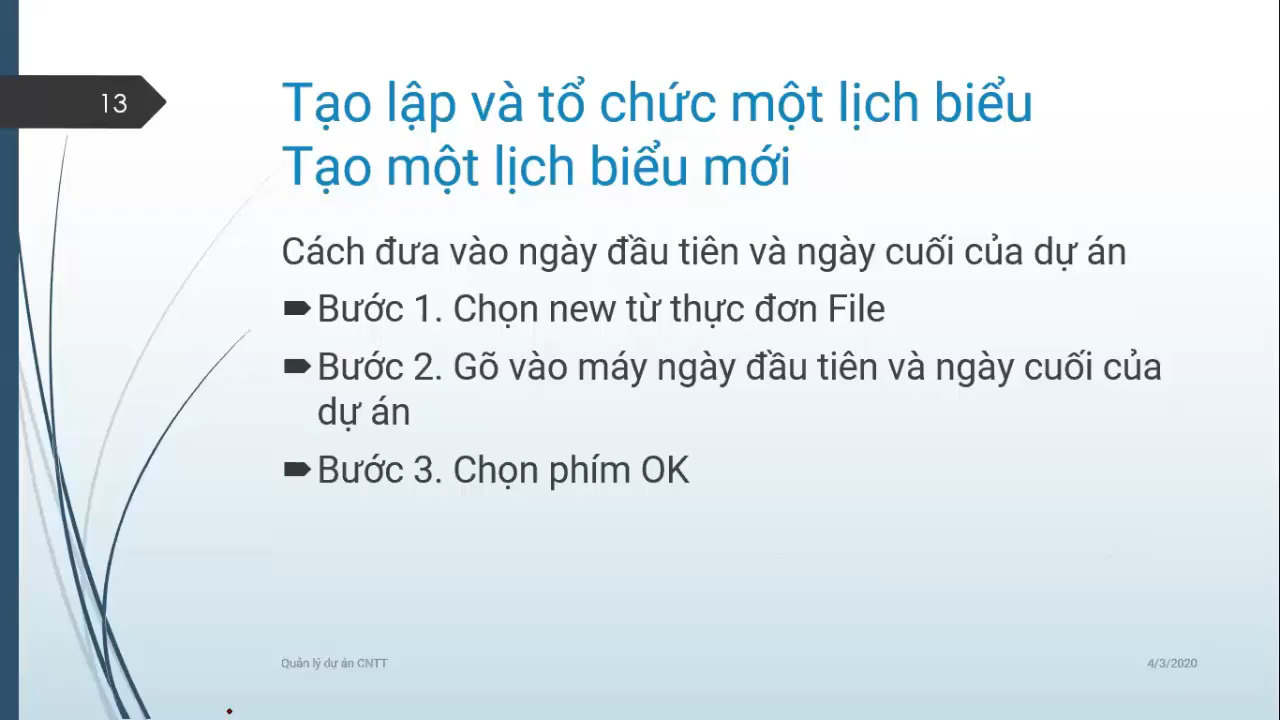 13
Tạo lập và tổ chức một lịch biểu
Tạo một lịch biểu mới
Cách đưa vào ngày đầu tiên và ngày cuối của dự án
Bước 1. Chọn new từ thực đơn File
Bước 2. Gõ vào máy ngày đầu tiên và ngày cuối của
dự án
Bước 3. Chọn phím OK
Quản lý dự án CNTT
4/3/2020